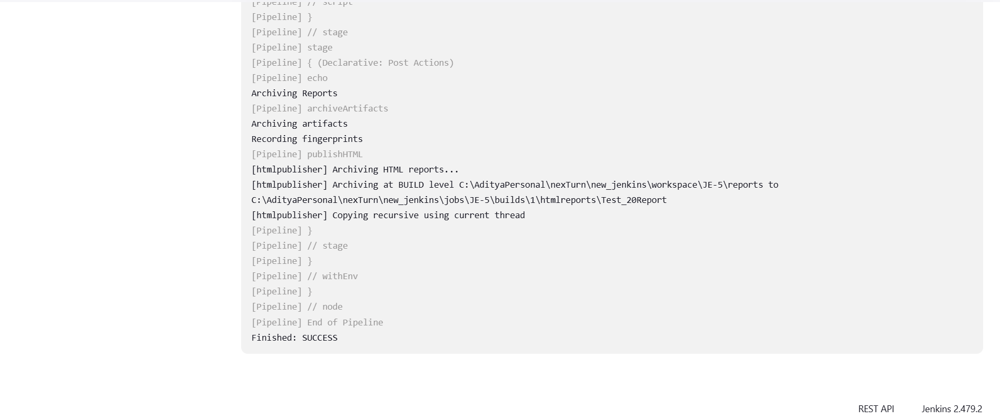 [Pipeline] // script
[Pipeline] }
[Pipeline] // stage
[Pipeline] stage
[Pipeline] { (Declarative: Post Actions)
[Pipeline] echo
Archiving Reports
[Pipeline] archiveArtifacts
Archiving artifacts
Recording fingerprints
[Pipeline] publishHTML
[htmlpublisher] Archiving HTML reports...
[htmlpublisher] Archiving at BUILD level C:\AdityaPersonal\nexTurn\new_jenkins\workspace\JE-5\reports to
C:\AdityaPersonal\nexTurn\new_jenkins\jobs\JE-5\builds\1\htmlreports\Test_20Report
[htmlpublisher] Copying recursive using current thread
[Pipeline] }
[Pipeline] // stage
[Pipeline] }
[Pipeline] // withEnv
[Pipeline] }
[Pipeline] // node
[Pipeline] End of Pipeline
Finished: SUCCESS
REST API Jenkins 2.479.2